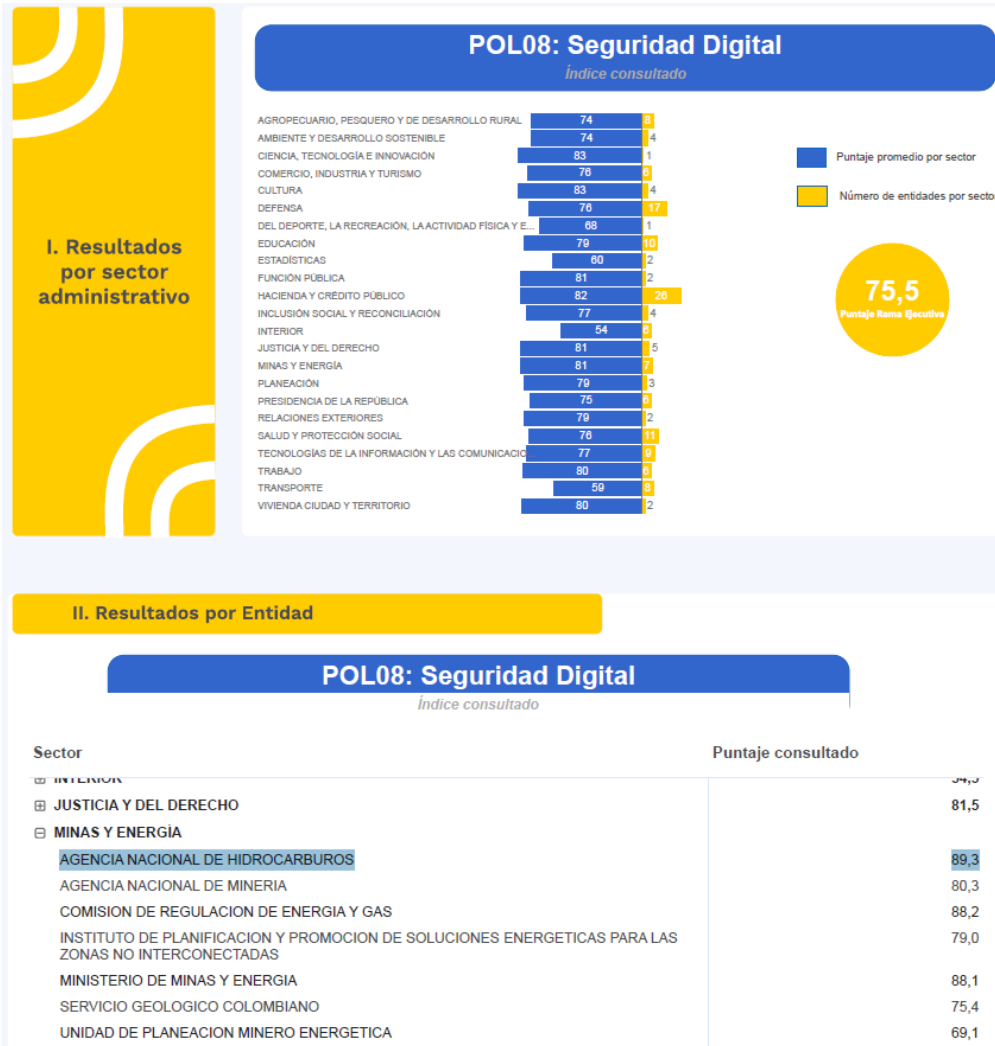 I. Resultados
por sector
administrativo
POL08: Seguridad Digital
Índice consultado
AGROPECUARIO, PESQUERO Y DE DESARROLLO RURAL 74 8
AMBIENTE Y DESARROLLO SOSTENIBLE 74 4
CIENCIA, TECNOLOGÍA E INNOVACIÓN 83 1
COMERCIO, INDUSTRIA Y TURISMO 76 6
CULTURA 83 4
DEFENSA 76 17
DEL DEPORTE, LA RECREACIÓN, LA ACTIVIDAD FÍSICA Y E... 68 1
EDUCACIÓN 79 10
ESTADÍSTICAS 60 2
FUNCIÓN PÚBLICA 81 2
HACIENDA Y CRÉDITO PÚBLICO 82 26
INCLUSIÓN SOCIAL Y RECONCILIACIÓN 77 4
INTERIOR 54 6
JUSTICIA Y DEL DERECHO 81 5
MINAS Y ENERGÍA 81 7
PLANEACIÓN 79 3
PRESIDENCIA DE LA REPÚBLICA 75 6
RELACIONES EXTERIORES 79 2
SALUD Y PROTECCIÓN SOCIAL 76 11
TECNOLOGÍAS DE LA INFORMACIÓN Y LAS COMUNICACIO... 77 9
TRABAJO 80 6
TRANSPORTE 59 8
VIVIENDA CIUDAD Y TERRITORIO 80 2
Puntaje promedio por sector
Número de entidades por sector
75,5
Puntaje Rama Ejecutiva
II. Resultados por Entidad
POL08: Seguridad Digital
Índice consultado
Sector Puntaje consultado
INTERIOR 54,5
JUSTICIA Y DEL DERECHO 81,5
MINAS Y ENERGÍA
AGENCIA NACIONAL DE HIDROCARBUROS 89,3
AGENCIA NACIONAL DE MINERIA 80,3
COMISION DE REGULACION DE ENERGIA Y GAS 88,2
INSTITUTO DE PLANIFICACION Y PROMOCION DE SOLUCIONES ENERGETICAS PARA LAS 79,0
ZONAS NO INTERCONECTADAS
MINISTERIO DE MINAS Y ENERGIA 88,1
SERVICIO GEOLOGICO COLOMBIANO 75,4
UNIDAD DE PLANEACION MINERO ENERGETICA 69,1